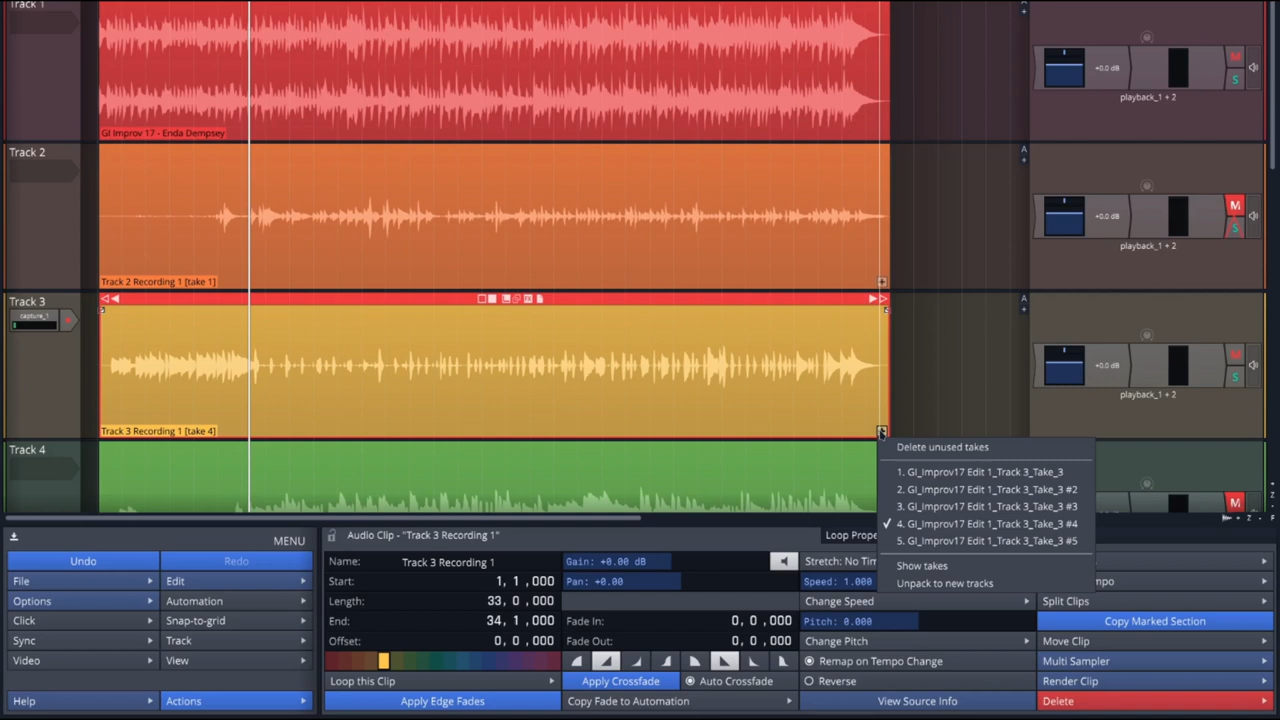 Track 1
A
+0.0 dB
M
S
playback_1 + 2
GI Improv 17 - Enda Dempsey
Track 2
A
+0.0 dB
M
S
playback_1 + 2
Track 2 Recording 1 [take 1]
Track 3
A
capture_1
+0.0 dB
M
S
playback_1 + 2
Track 3 Recording 1 [take 4]
Track 4
M
Delete unused takes
1. GI_Improv17 Edit 1_Track 3_Take_3
2. GI_Improv17 Edit 1_Track 3_Take_3 #2
3. GI_Improv17 Edit 1_Track 3_Take_3 #3
4. GI_Improv17 Edit 1_Track 3_Take_3 #4
5. GI_Improv17 Edit 1_Track 3_Take_3 #5
Show takes
Unpack to new tracks
MENU
Undo
Redo
File
Edit
Options
Automation
Click
Snap-to-grid
Sync
Track
Video
View
Help
Actions
Audio Clip - "Track 3 Recording 1"
Name: Track 3 Recording 1
Start: 1, 1 ,000
Length: 33, 0 ,000
End: 34, 1 ,000
Offset: 0, 0 ,000
Loop this Clip
Apply Edge Fades
Gain: +0.00 dB
Pan: +0.00
Fade In: 0, 0 ,000
Fade Out: 0, 0 ,000
Apply Crossfade
Auto Crossfade
Copy Fade to Automation
Loop Prope
Stretch: No Tim
Speed: 1.000
Change Speed
Pitch: 0.000
Change Pitch
Remap on Tempo Change
Reverse
View Source Info
mpo
Split Clips
Copy Marked Section
Move Clip
Multi Sampler
Render Clip
Delete